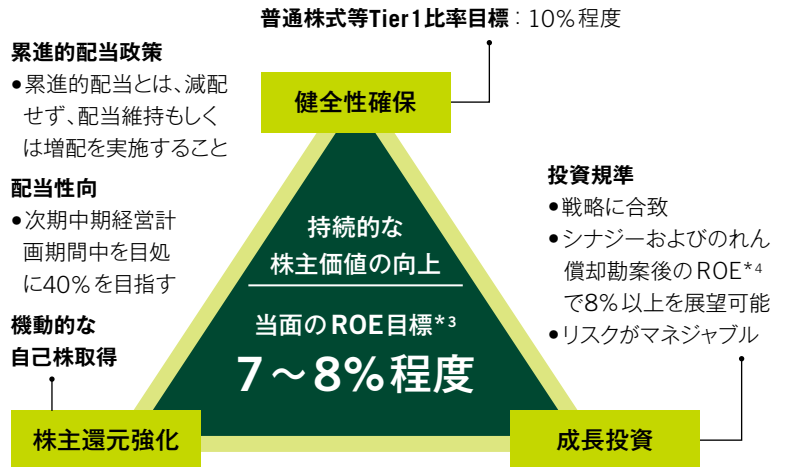 普通株式等Tier1比率目標：10%程度
健全性確保
累進的配当政策
•累進的配当とは、減配
せず、配当維持もしく
は増配を実施すること
配当性向
•次期中期経営計
画期間中を目処
に40%を目指す
機動的な
自己株取得
株主還元強化
持続的な
株主価値の向上
当面のROE目標*3
7～8%程度
投資規準
•戦略に合致
•シナジーおよびのれん
償却勘案後のROE*4
で8%以上を展望可能
•リスクがマネジャブル
成長投資